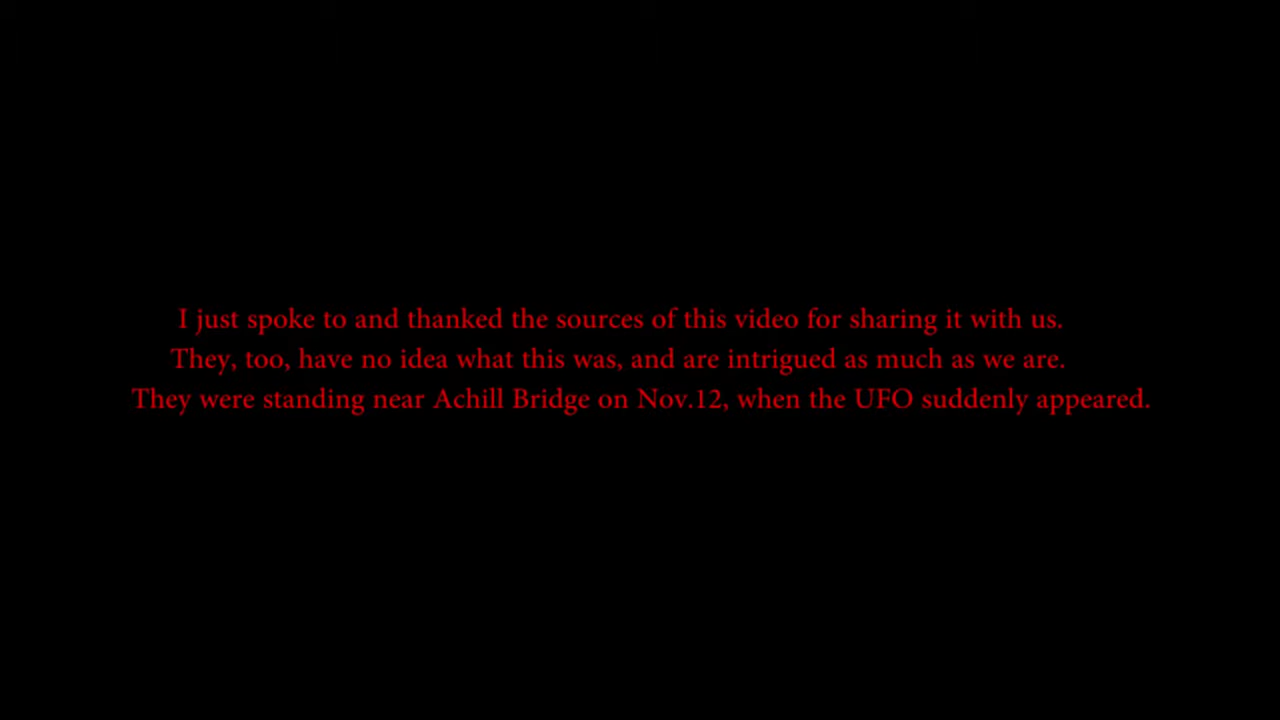 I just spoke to and thanked the sources of this video for sharing it with us.
They, too, have no idea what this was, and are intrigued as much as we are.
They were standing near Achill Bridge on Nov.12, when the UFO suddenly appeared.